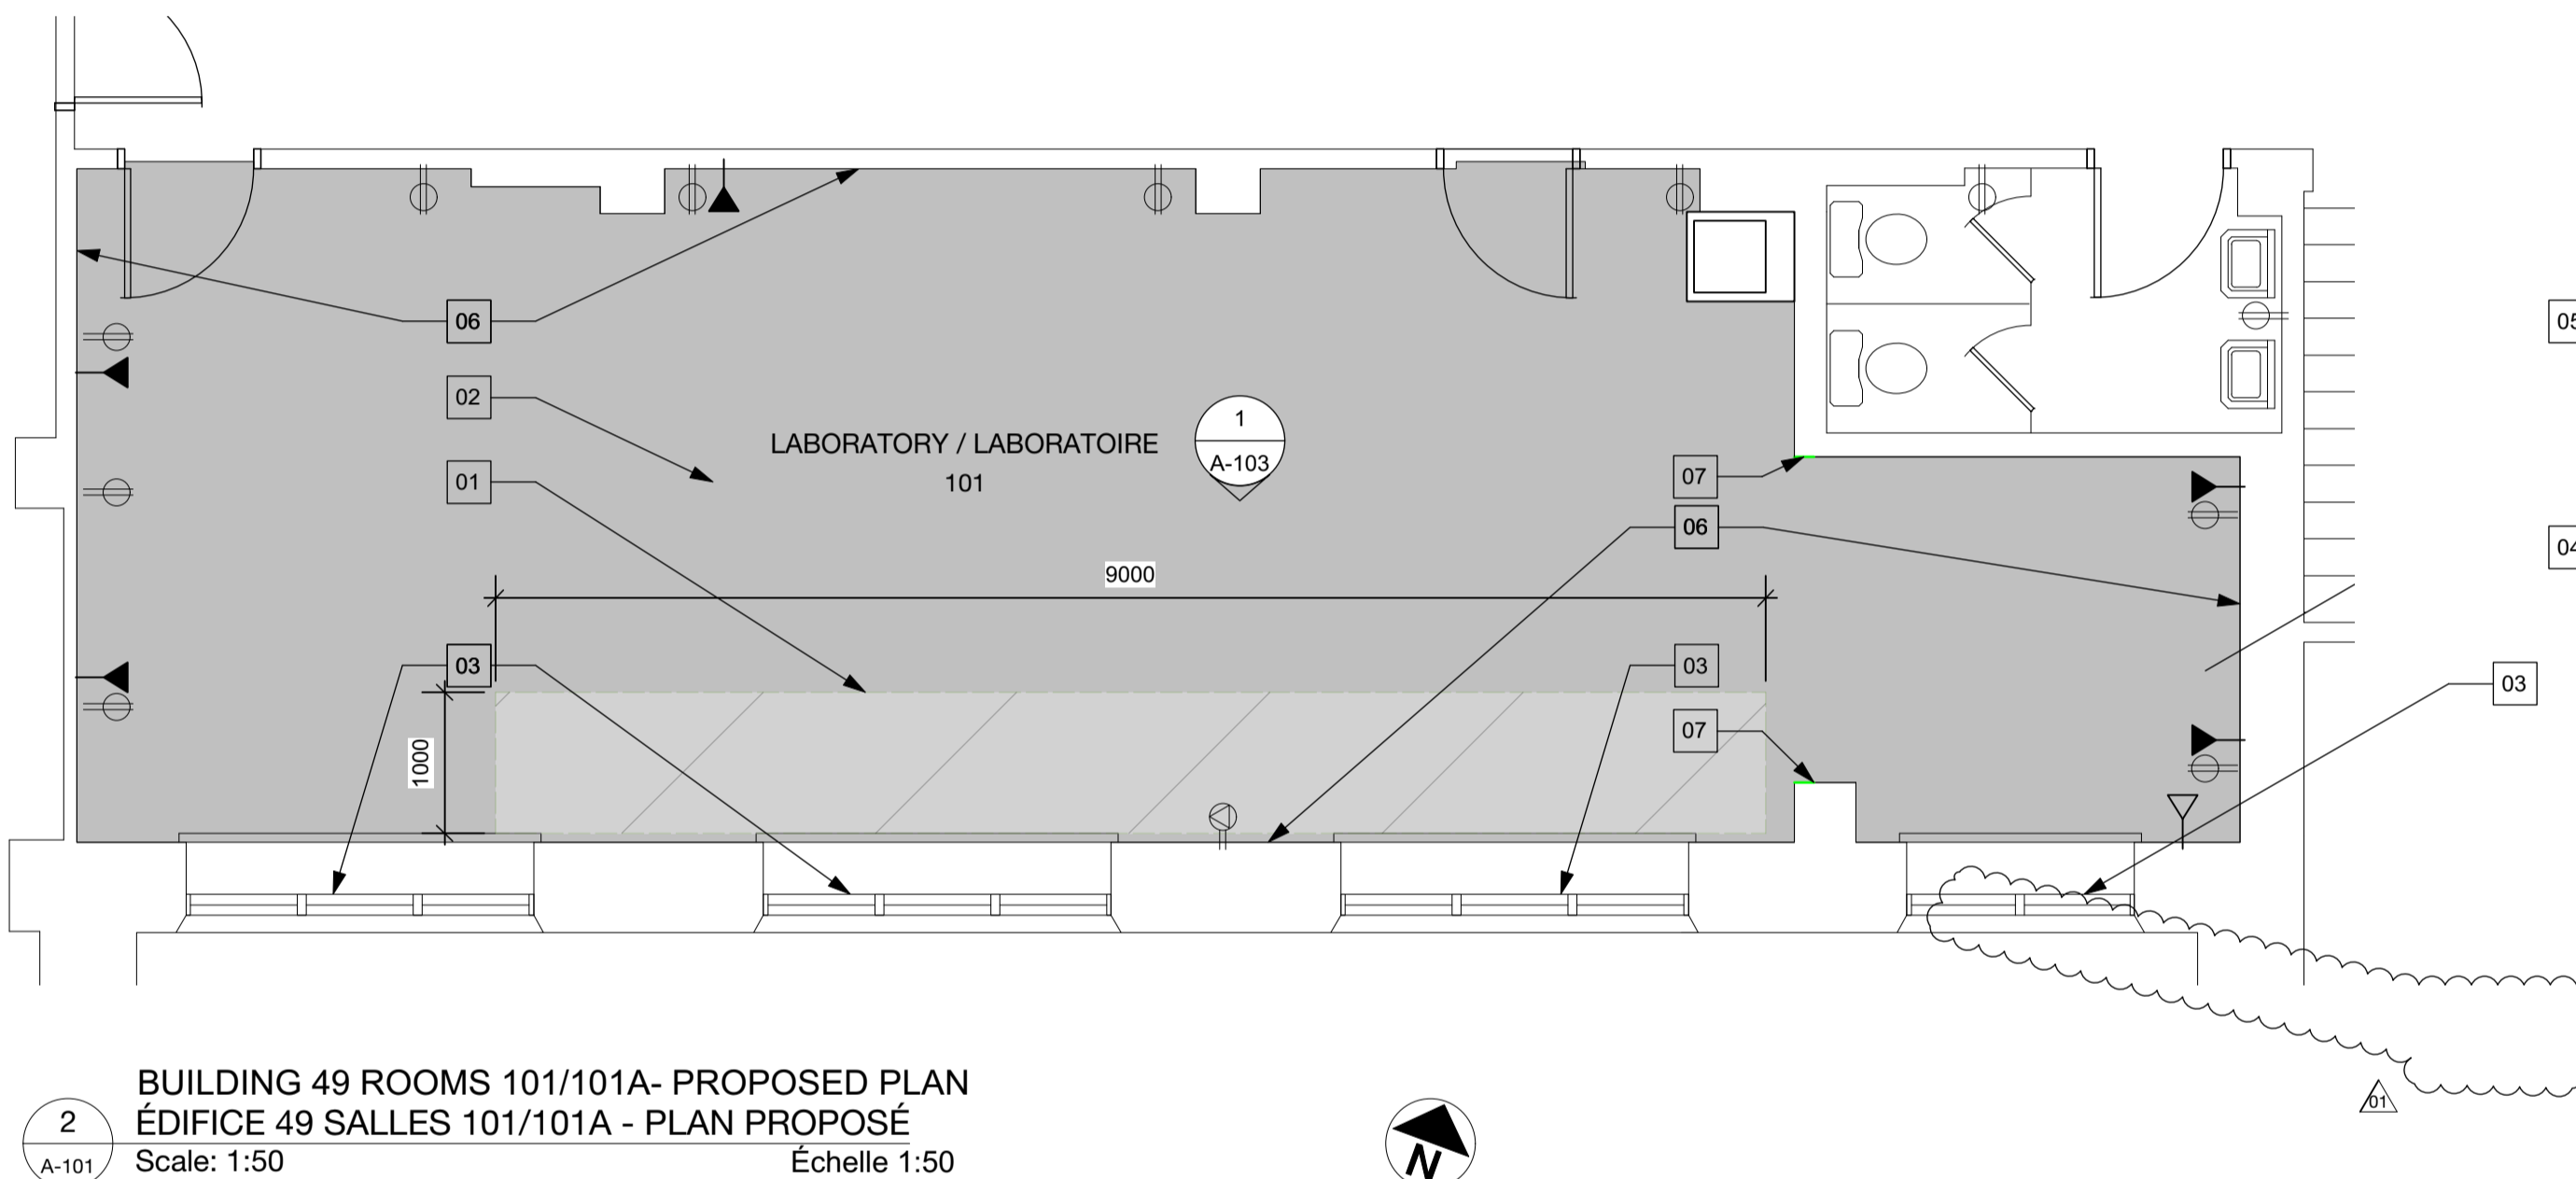 06
02
01
LABORATORY / LABORATOIRE
101
1
A-103
07
06
9000
03
03
07
1000
05
04
03
01
2
A-101
BUILDING 49 ROOMS 101/101A- PROPOSED PLAN
ÉDIFICE 49 SALLES 101/101A - PLAN PROPOSÉ
Scale: 1:50
Échelle 1:50
N